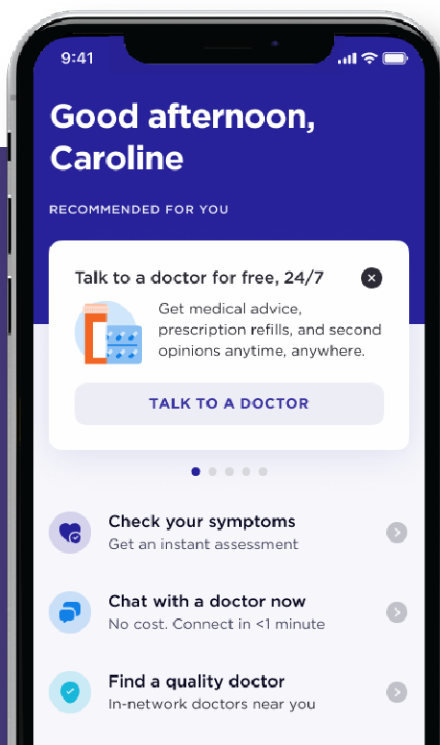 9:41
Good afternoon,
Caroline
RECOMMENDED FOR YOU
Talk to a doctor for free, 24/7
Get medical advice,
prescription refills, and second
opinions anytime, anywhere.
TALK TO A DOCTOR
Check your symptoms
Get an instant assessment
Chat with a doctor now
No cost. Connect in <1 minute
Find a quality doctor
In-network doctors near you